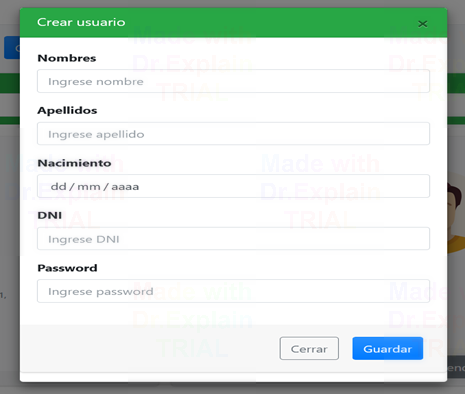 Crear usuario
×
Nombres
Ingrese nombre
Apellidos
Ingrese apellido
Nacimiento
dd / mm / aaaa
DNI
Ingrese DNI
Password
Ingrese password
Cerrar
Guardar
Made with
Dr.Explain
TRIAL
Made with
Dr.Explain
TRIAL
Made with
Dr.Explain
TRIAL
Made with
Dr.Explain
TRIAL